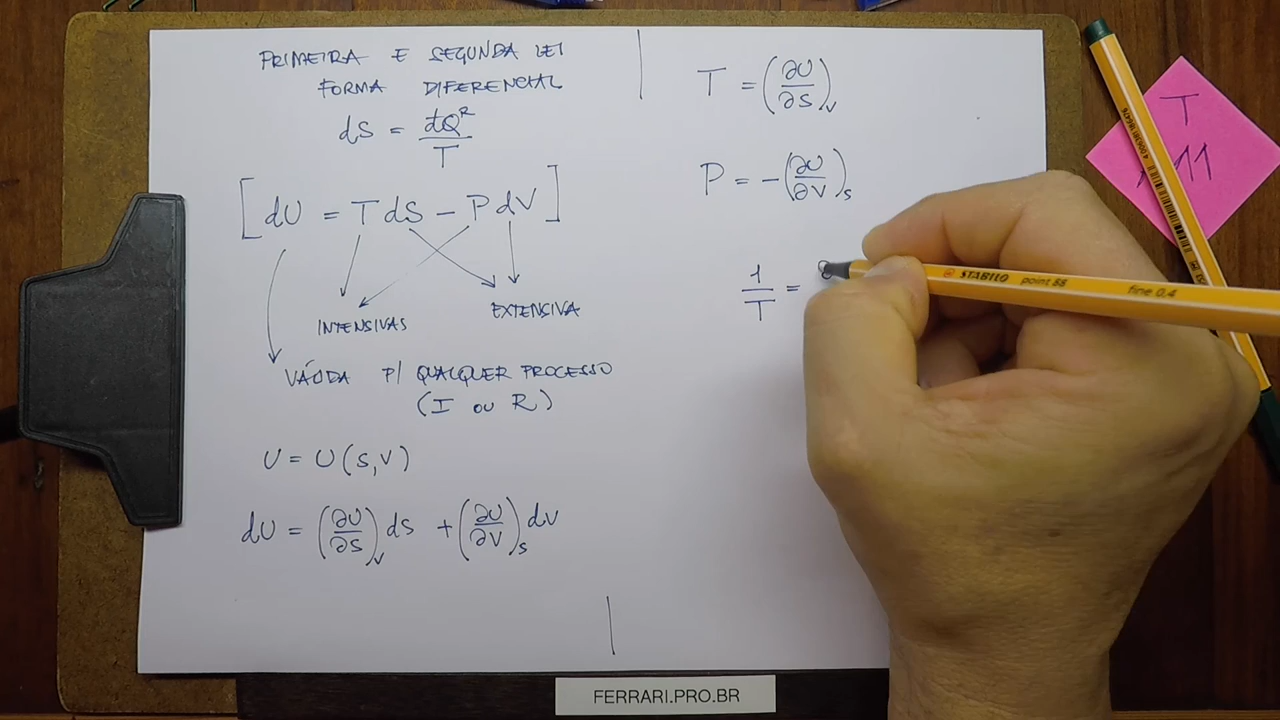 PRIMEIRA E SEGUNDA LEI
FORMA DIFERENCIAL
dS = đQᴿ / T
[dU = T dS – P dV]
INTENSIVAS
EXTENSIVA
VÁLIDA P/ QUALQUER PROCESSO
(I OU R)
U = U(S,V)
dU = (∂U/∂S)_V dS + (∂U/∂V)_S dV
T = (∂U/∂S)_V
P = -(∂U/∂V)_S
1/T =
T
STABILO point 88 fine 0.4
FERRARI.PRO.BR